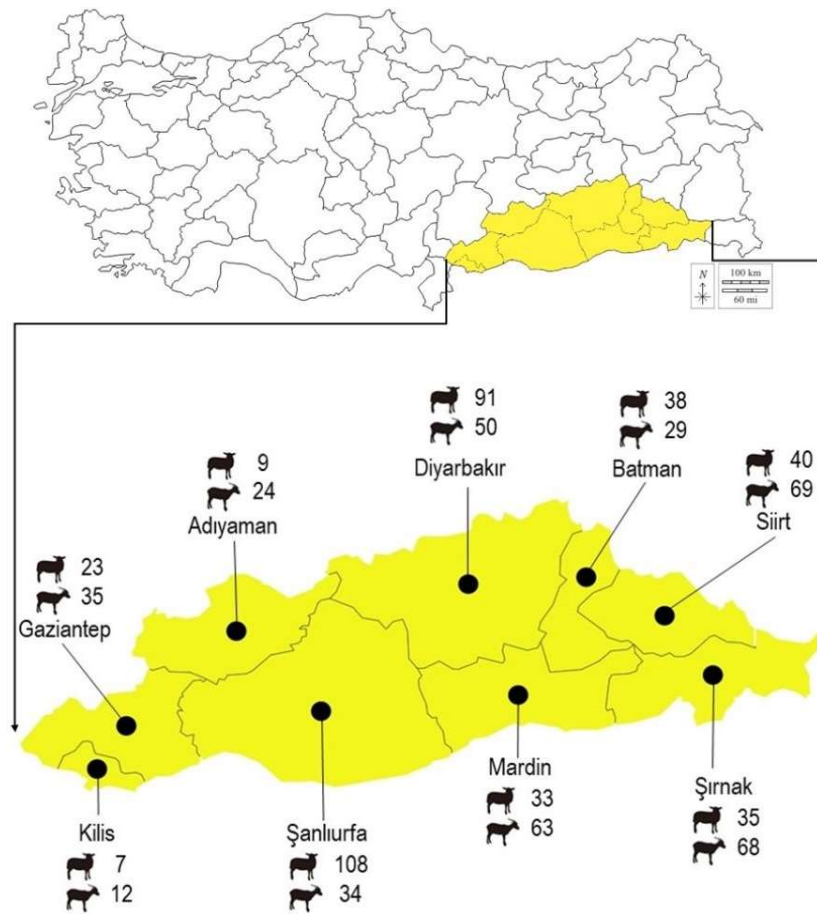 N
100 km
60 mi
91
50
Diyarbakır
38
29
Batman
9
24
Adıyaman
40
69
Siirt
23
35
Gaziantep
Mardin
33
63
Şırnak
35
68
Kilis
7
12
Şanlıurfa
108
34